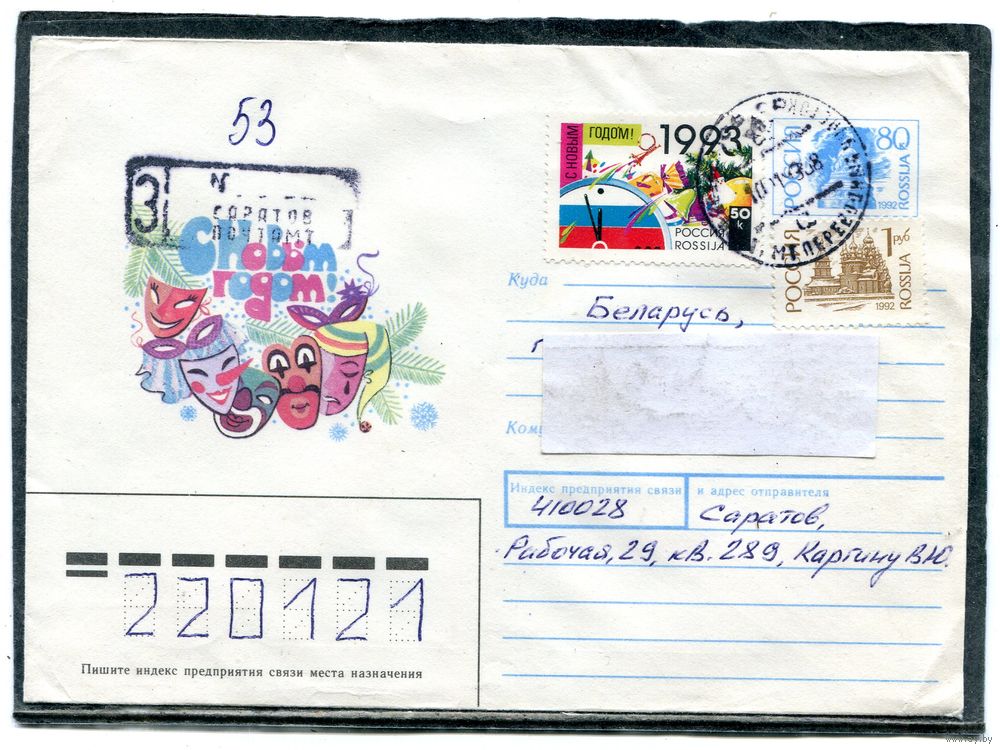 53
З
САРАТОВ
ПОЧТАМТ
С Новым
годом!
С НОВЫМ
ГОДОМ!
1993
50
к
РОССИЯ
ROSSIJA
РОССИЯ
80
ROSSIJA к
1992
РОССИЯ
1 руб
ROSSIJA
1992
Куда
Беларусь,
г
Индекс предприятия связи и адрес отправителя
410028 Саратов,
Рабочая, 29, кв. 289, Картину В.Ю.
220121
Пишите индекс предприятия связи места назначения